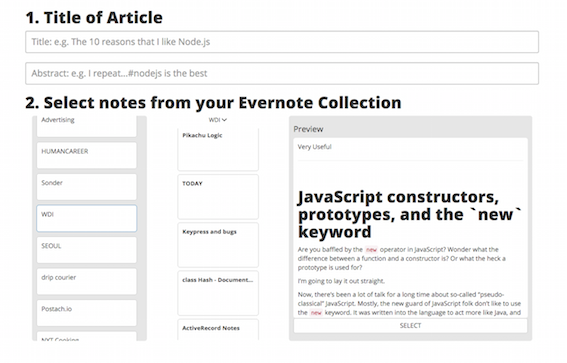 1. Title of Article
Title: e.g. The 10 reasons that I like Node.js
Abstract: e.g. I repeat...#nodejs is the best
2. Select notes from your Evernote Collection
Advertising
HUMANCAREER
Sonder
WDI
SEOUL
drip courier
Postach.io
NYT Cooking
WDI
Pikachu Logic
TODAY
Keypress and bugs
class Hash - Document...
ActiveRecord Notes
Preview
Very Useful
JavaScript constructors,
prototypes, and the `new`
keyword
Are you baffled by the new operator in JavaScript? Wonder what the
difference between a function and a constructor is? Or what the heck a
prototype is used for?
I'm going to lay it out straight.
Now, there's been a lot of talk for a long time about so-called "pseudo-
classical" JavaScript. Mostly, the new guard of JavaScript folk don't like to use
the new keyword. It was written into the language to act more like Java, and
SELECT